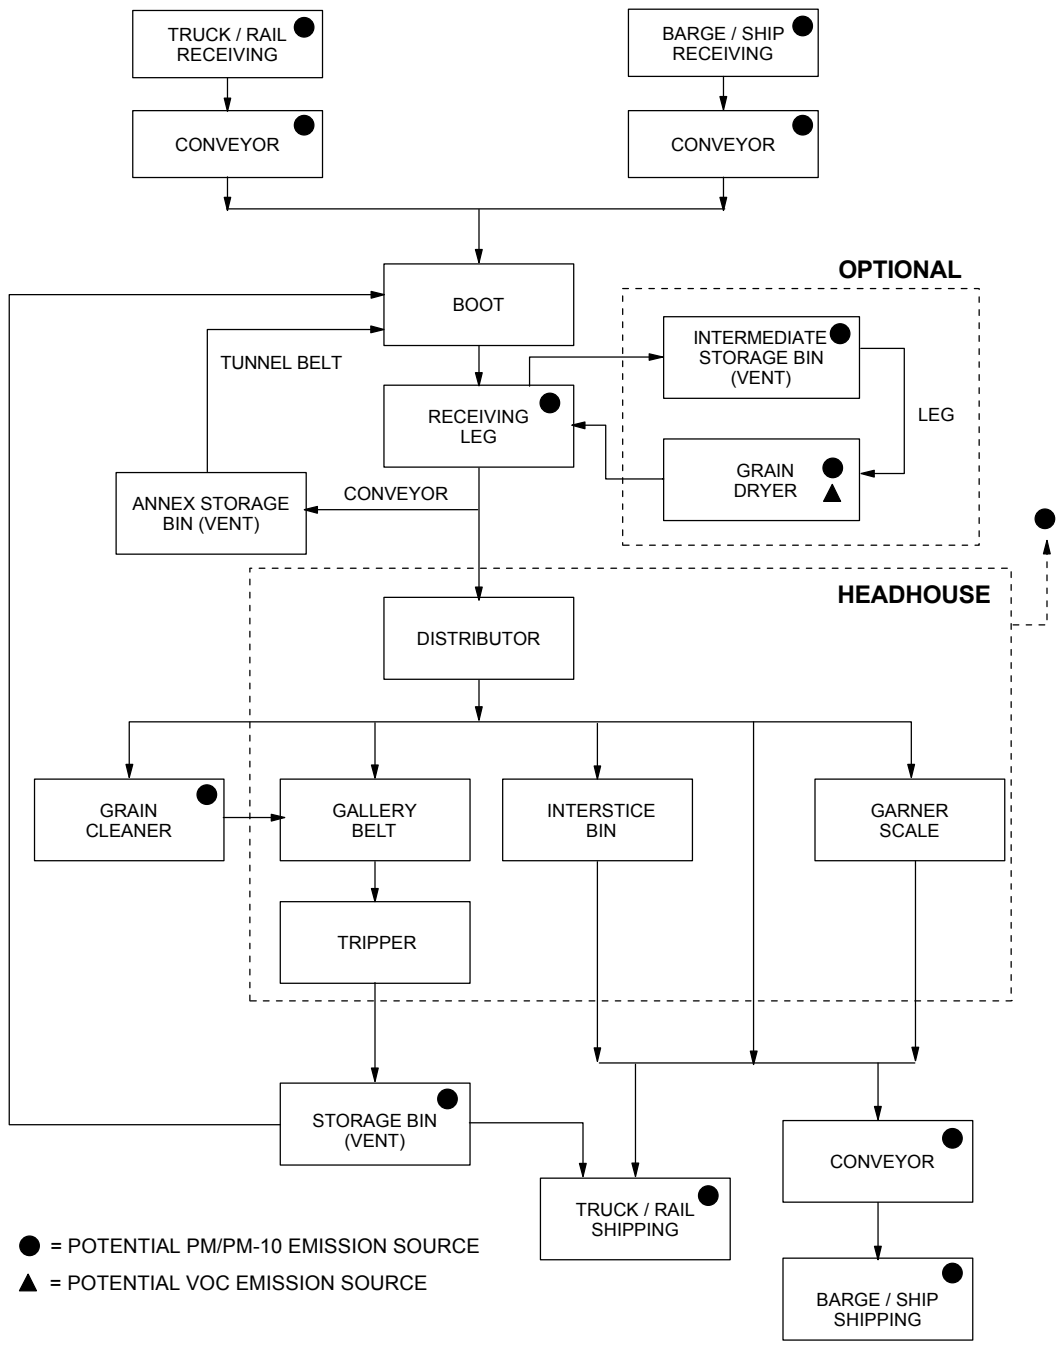 TRUCK / RAIL
RECEIVING
BARGE / SHIP
RECEIVING
CONVEYOR
CONVEYOR
OPTIONAL
BOOT
INTERMEDIATE
STORAGE BIN
(VENT)
TUNNEL BELT
RECEIVING
LEG
LEG
GRAIN
DRYER
CONVEYOR
ANNEX STORAGE
BIN (VENT)
HEADHOUSE
DISTRIBUTOR
GRAIN
CLEANER
GALLERY
BELT
INTERSTICE
BIN
GARNER
SCALE
TRIPPER
STORAGE BIN
(VENT)
CONVEYOR
TRUCK / RAIL
SHIPPING
= POTENTIAL PM/PM-10 EMISSION SOURCE
= POTENTIAL VOC EMISSION SOURCE
BARGE / SHIP
SHIPPING